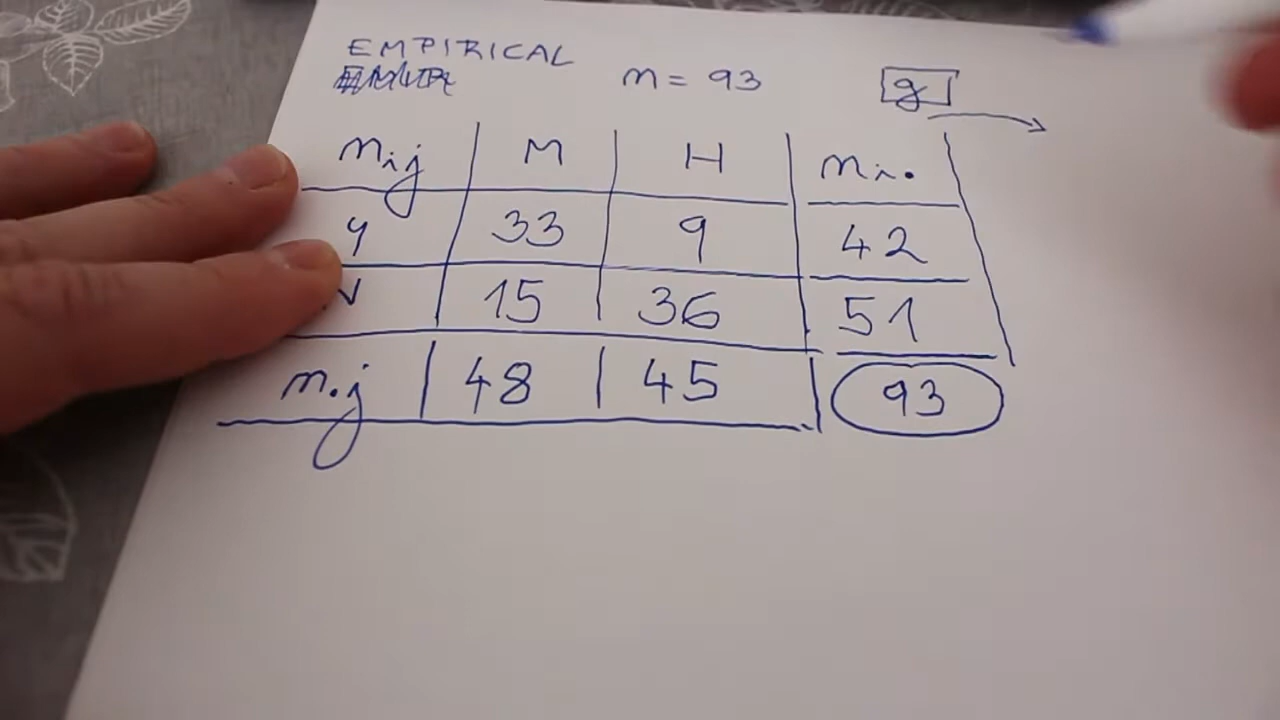 EMPIRICAL
n = 93
g
nij M H ni.
Y 33 9 42
N 15 36 51
n.j 48 45 93